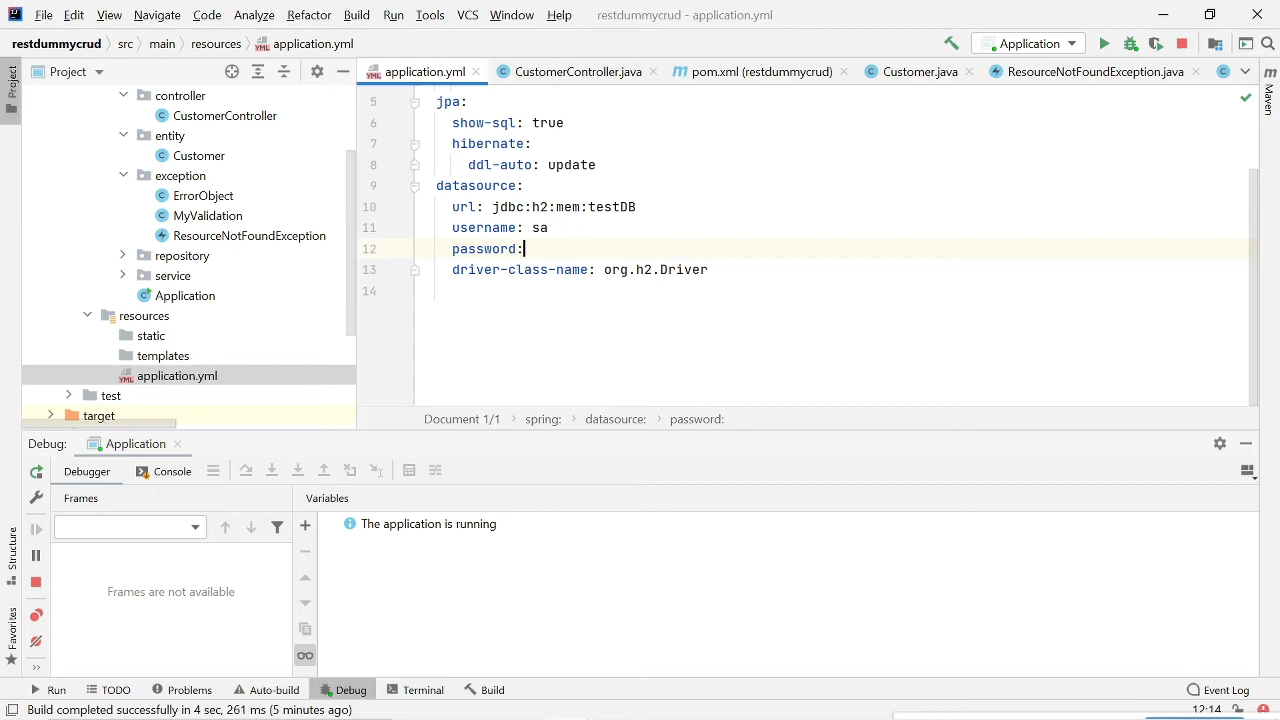 File Edit View Navigate Code Analyze Refactor Build Run Tools VCS Window Help restdummycrud - application.yml
restdummycrud src main resources application.yml Application
Project application.yml CustomerController.java pom.xml (restdummycrud) Customer.java ResourceNotFoundException.java
Project
Maven
controller
CustomerController
entity
Customer
exception
ErrorObject
MyValidation
ResourceNotFoundException
repository
service
Application
resources
static
templates
application.yml
test
target
5 jpa:
6 show-sql: true
7 hibernate:
8 ddl-auto: update
9 datasource:
10 url: jdbc:h2:mem:testDB
11 username: sa
12 password:
13 driver-class-name: org.h2.Driver
14
Document 1/1 spring: datasource: password:
Debug: Application
Debugger Console
Frames Variables
The application is running
Frames are not available
Structure
Favorites
Run TODO Problems Auto-build Debug Terminal Build Event Log
Build completed successfully in 4 sec, 261 ms (5 minutes ago) 12:14